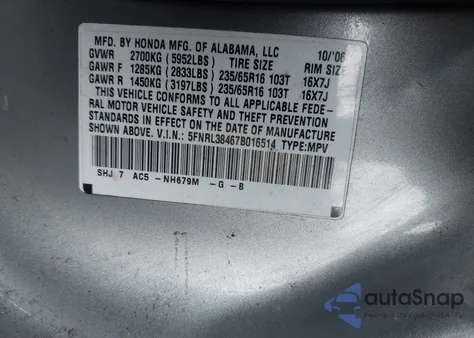 MFD. BY HONDA MFG. OF ALABAMA, LLC 10/'06
GVWR 2700KG (5952LBS) TIRE SIZE RIM SIZE
GAWR F 1285KG (2833LBS) 235/65R16 103T 16X7J
GAWR R 1450KG (3197LBS) 235/65R16 103T 16X7J
THIS VEHICLE CONFORMS TO ALL APPLICABLE FEDE-
RAL MOTOR VEHICLE SAFETY AND THEFT PREVENTION
STANDARDS IN EFFECT ON THE DATE OF MANUFACTURE
SHOWN ABOVE. V.I.N.: 5FNRL38467B016514 TYPE:MPV
SHJ 7 AC5 -NH679M -G -B
autoSnap